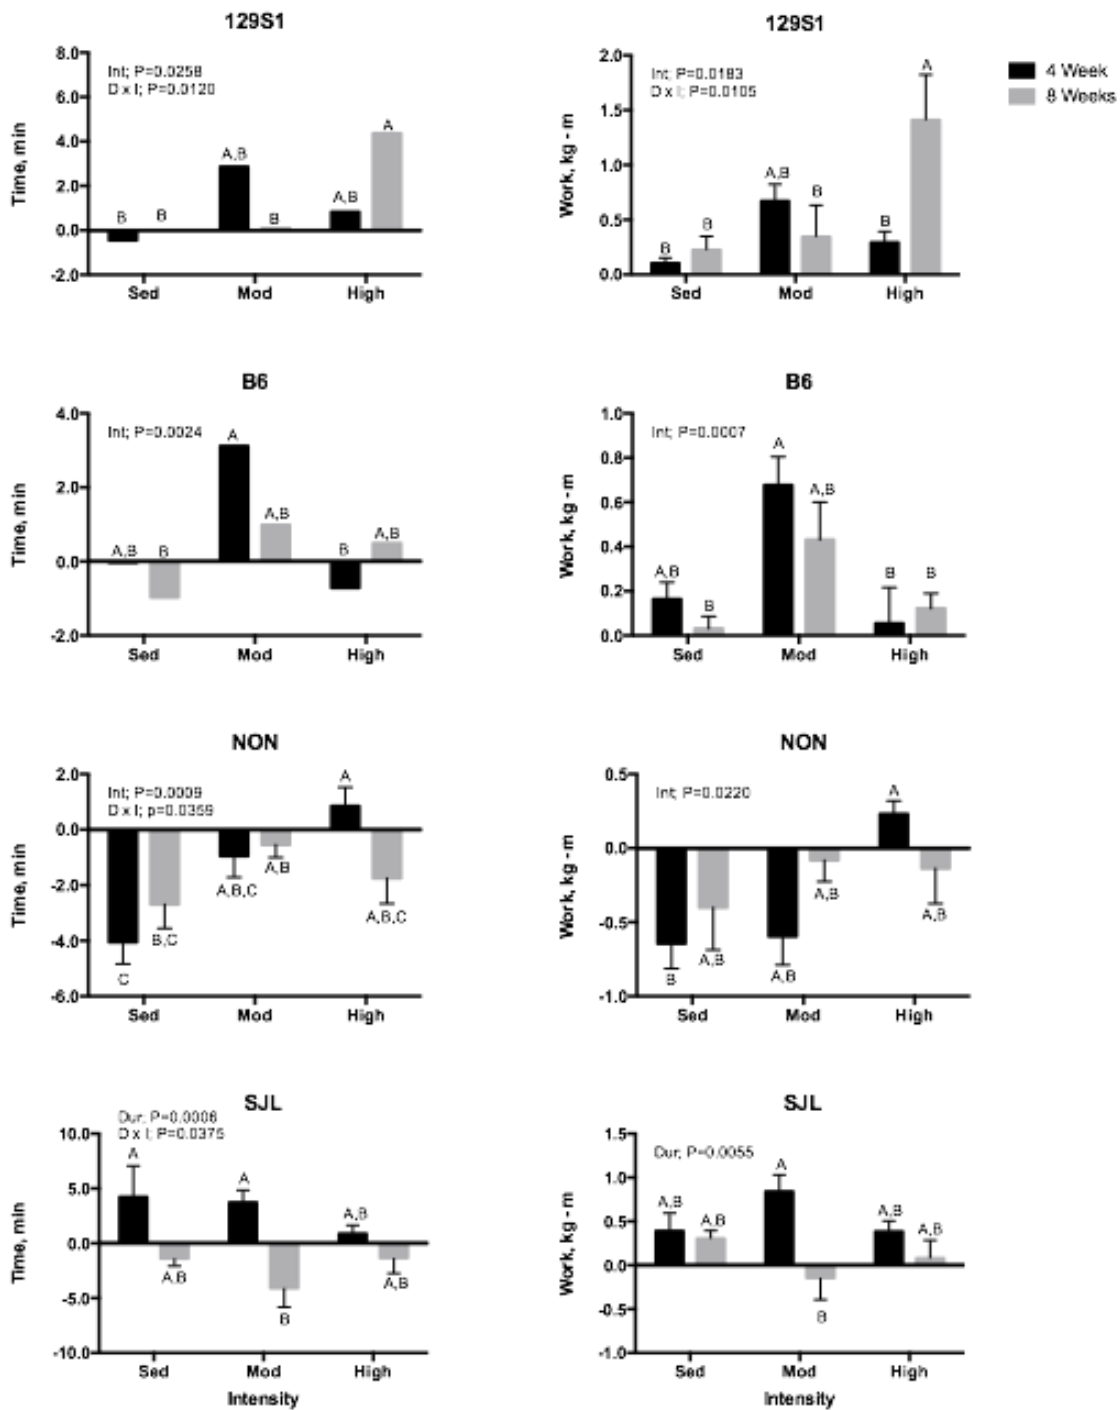 129S1
8.0
6.0
4.0
2.0
0.0
-2.0
Time, min
Int; P=0.0258
D x I; P=0.0120
B
B
A,B
B
A,B
A
Sed
Mod
High
129S1
2.0
1.5
1.0
0.5
0.0
Work, kg - m
Int; P=0.0183
D x I; P=0.0105
B
B
A,B
B
B
A
Sed
Mod
High
4 Week
8 Weeks
B6
4.0
2.0
0.0
-2.0
Time, min
Int; P=0.0024
A,B
B
A
A,B
B
A,B
Sed
Mod
High
B6
1.0
0.8
0.6
0.4
0.2
0.0
Work, kg - m
Int; P=0.0007
A,B
B
A
A,B
B
B
Sed
Mod
High
NON
2.0
0.0
-2.0
-4.0
-6.0
Time, min
Int; P=0.0009
D x I; p=0.0359
C
B,C
A,B,C
A,B
A
A,B,C
Sed
Mod
High
NON
0.5
0.0
-0.5
-1.0
Work, kg - m
Int; P=0.0220
B
A,B
A,B
A,B
A
A,B
Sed
Mod
High
SJL
10.0
5.0
0.0
-5.0
-10.0
Time, min
Dur; P=0.0006
D x I; P=0.0375
A
A,B
A
B
A,B
A,B
Sed
Mod
High
Intensity
SJL
1.5
1.0
0.5
0.0
-0.5
-1.0
Work, kg - m
Dur; P=0.0055
A,B
A,B
A
B
A,B
A,B
Sed
Mod
High
Intensity